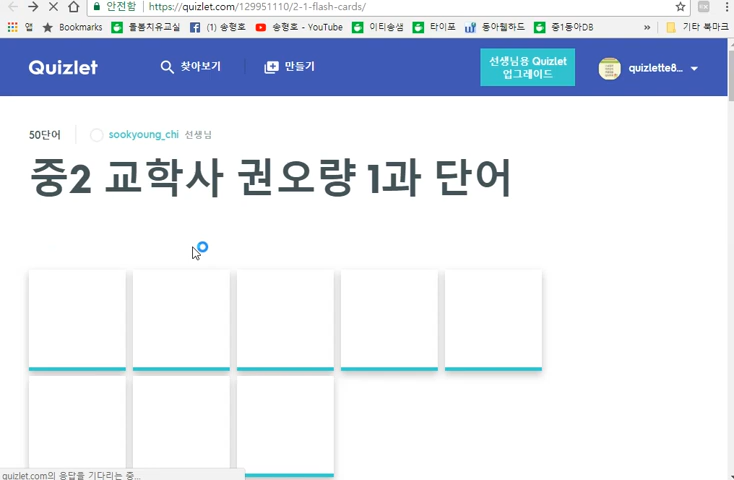 안전함 | https://quizlet.com/129951110/2-1-flash-cards/
앱 Bookmarks 돌봄치유교실 (1) 송형호 송형호 - YouTube 이티송샘 타이포 동아웹하드 중1동아DB » 기타 북마크
Quizlet 찾아보기 만들기 선생님용 Quizlet
업그레이드 quizlette8...
50단어 sookyoung_chi 선생님
중2 교학사 권오량 1과 단어
quizlet.com의 응답을 기다리는 중...